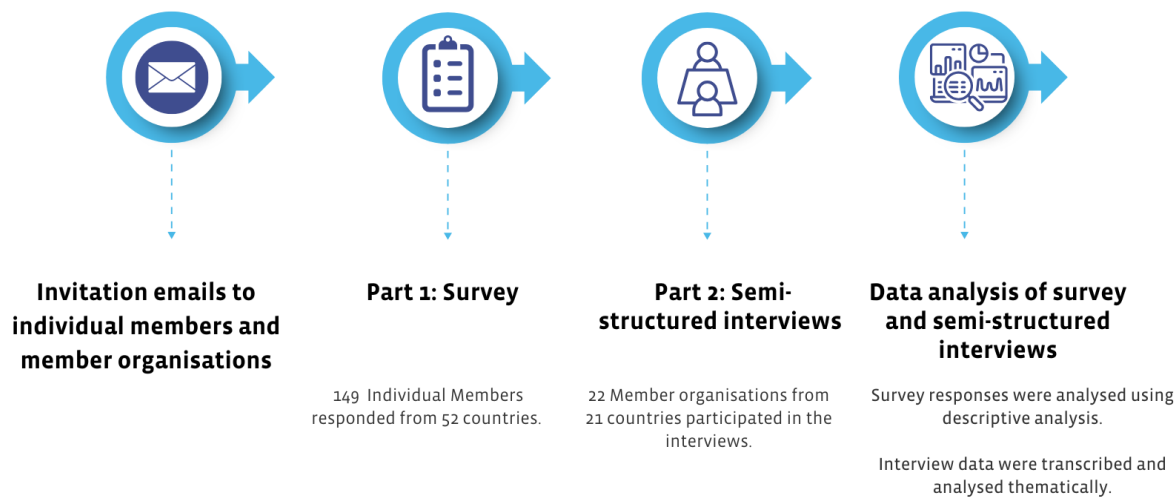 Invitation emails to
individual members and
member organisations
Part 1: Survey
149 Individual Members
responded from 52 countries.
Part 2: Semi-
structured interviews
22 Member organisations from
21 countries participated in the
interviews.
Data analysis of survey
and semi-structured
interviews
Survey responses were analysed using
descriptive analysis.
Interview data were transcribed and
analysed thematically.